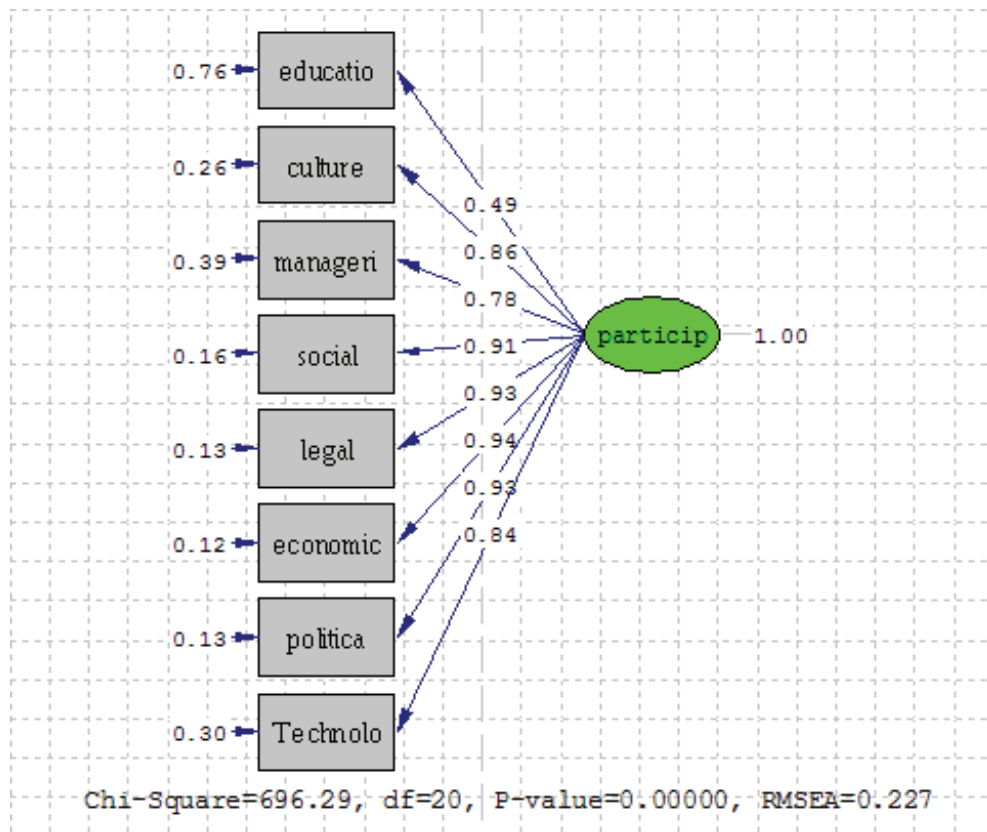 0.76 educatio
0.49
0.26 culture
0.86
0.39 manageri
0.78
particip 1.00
0.16 social
0.91
0.93
0.13 legal
0.94
0.93
0.12 economic
0.84
0.13 politica
0.30 Technolo
Chi-Square=696.29, df=20, P-value=0.00000, RMSEA=0.227